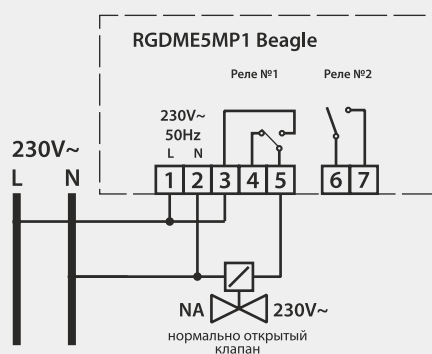 RGDME5MP1 Beagle
Реле №1
Реле №2
230V~
50Hz
L N
230V~
L N
1 2 3 4 5 6 7
NA
230V~
нормально открытый
клапан